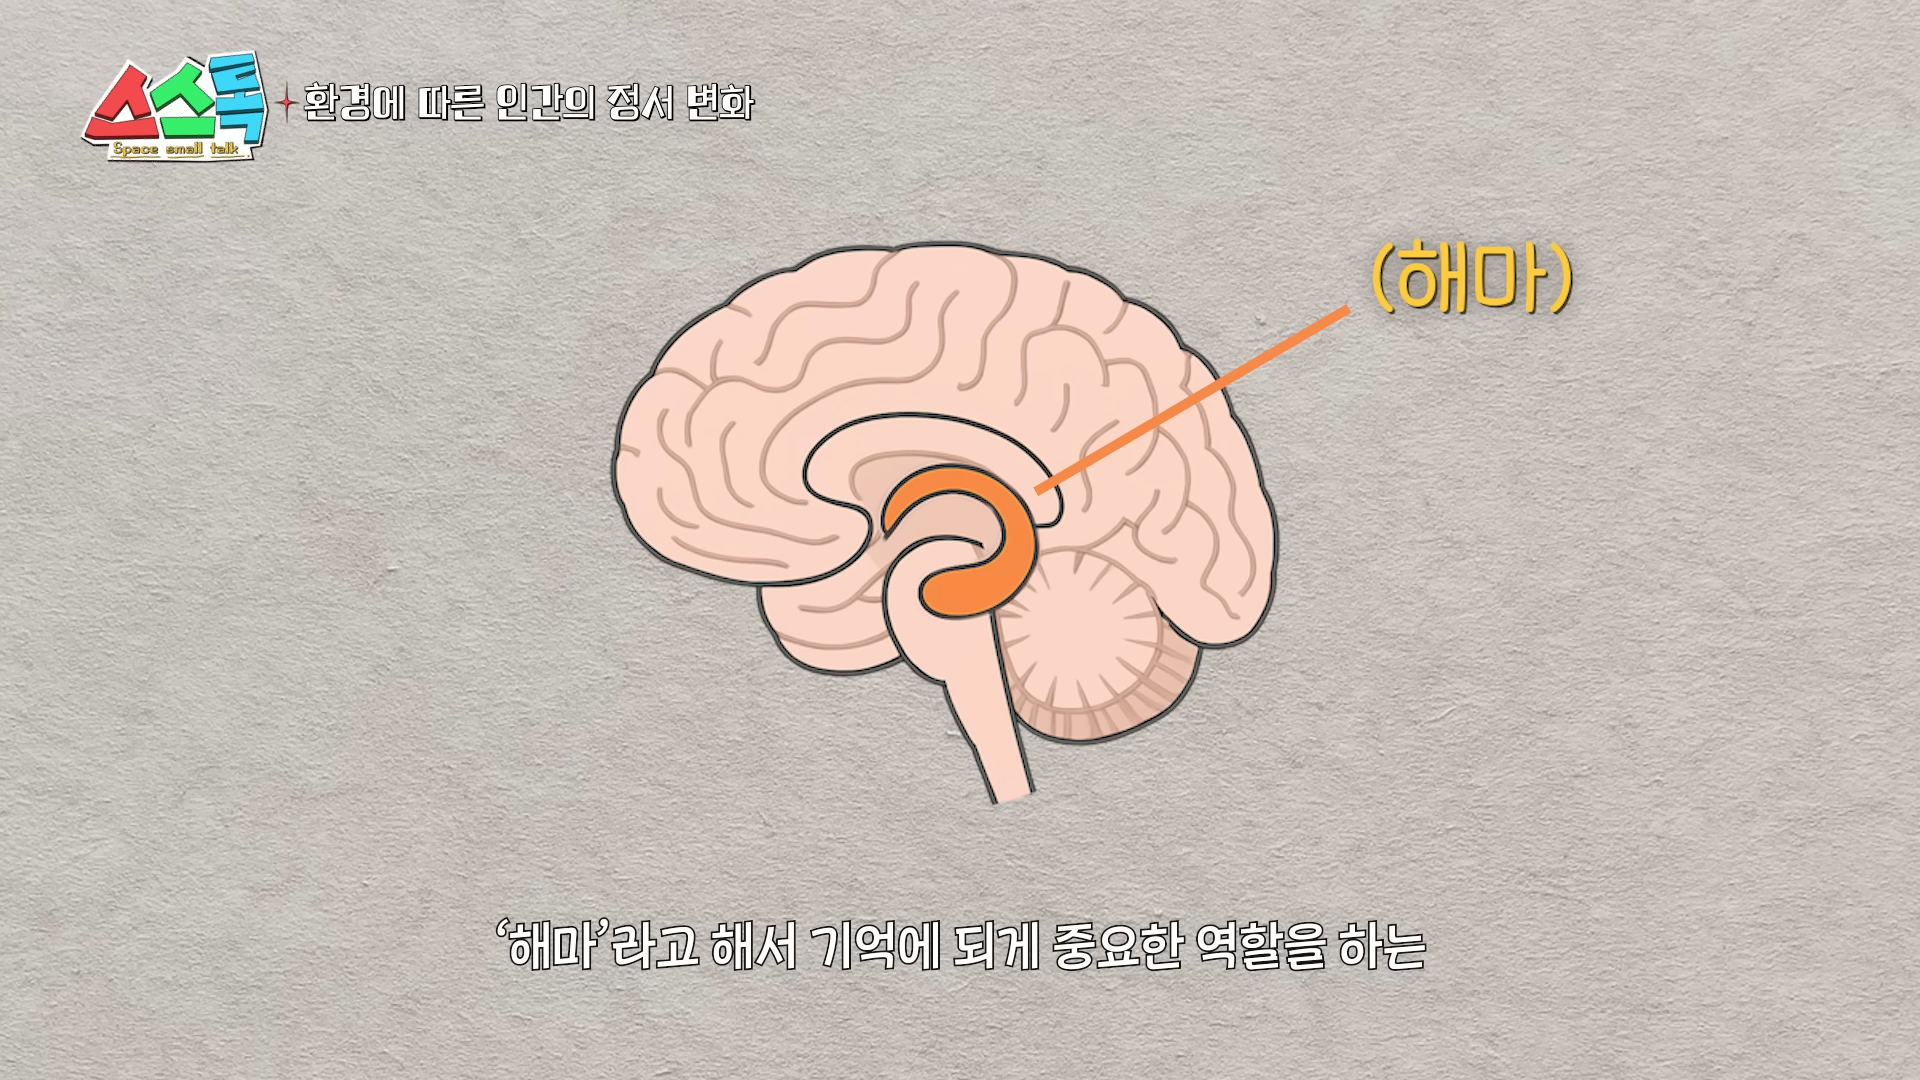 스스톡
Space small talk
환경에 따른 인간의 정서 변화
(해마)
‘해마’라고 해서 기억에 되게 중요한 역할을 하는